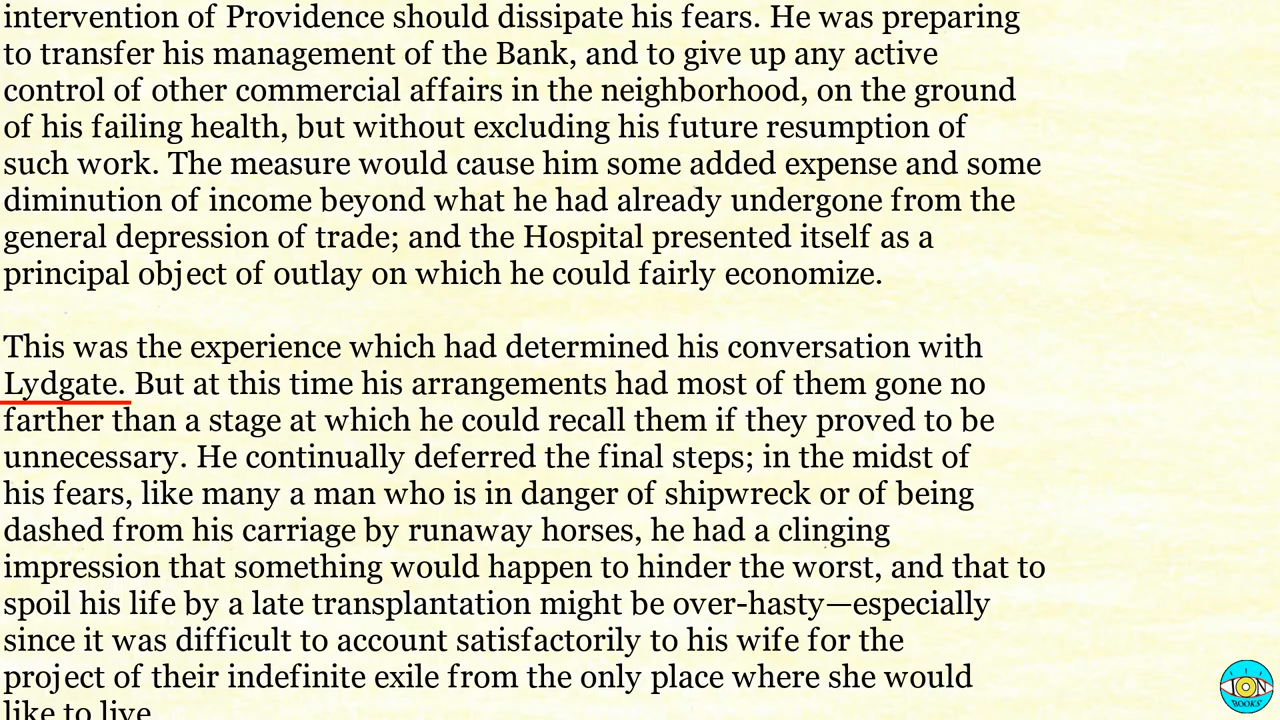 intervention of Providence should dissipate his fears. He was preparing
to transfer his management of the Bank, and to give up any active
control of other commercial affairs in the neighborhood, on the ground
of his failing health, but without excluding his future resumption of
such work. The measure would cause him some added expense and some
diminution of income beyond what he had already undergone from the
general depression of trade; and the Hospital presented itself as a
principal object of outlay on which he could fairly economize.
This was the experience which had determined his conversation with
Lydgate. But at this time his arrangements had most of them gone no
farther than a stage at which he could recall them if they proved to be
unnecessary. He continually deferred the final steps; in the midst of
his fears, like many a man who is in danger of shipwreck or of being
dashed from his carriage by runaway horses, he had a clinging
impression that something would happen to hinder the worst, and that to
spoil his life by a late transplantation might be over-hasty—especially
since it was difficult to account satisfactorily to his wife for the
project of their indefinite exile from the only place where she would
like to live
ION
BOOKS